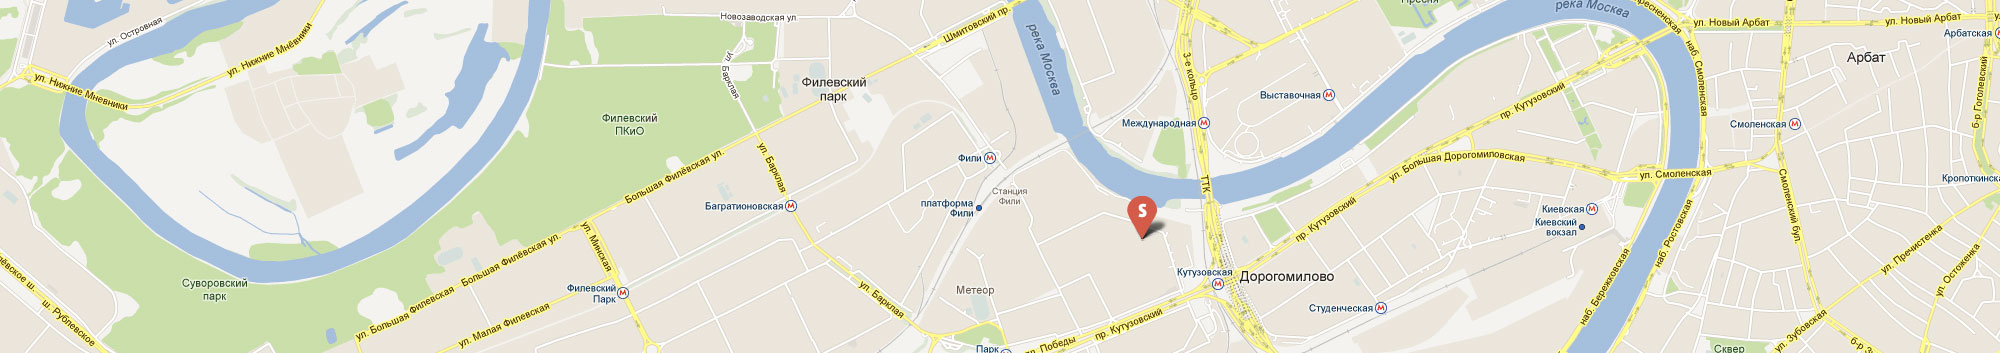 ул. Островная
ул. Нижние Мнёвники
ул. Нижние Мневники
Новозаводская ул.
ул. Барклая
Шмитовский пр.
река Москва
3-е кольцо
река Москва
ул. Новый Арбат
ул. Новый Арбат
Арбатская
Арбат
наб. Смоленская
б-р Гоголевский
Филевский
парк
Филевский
ПКиО
Выставочная
Международная
пр. Кутузовский
Смоленская
Фили
ул. Барклая
Большая Филёвская ул.
ул. Большая Дорогомиловская
ул. Смоленская
Станция
Фили
платформа
Фили
Багратионовская
ТТК
S
пр. Кутузовский
Киевская
Киевский
вокзал
наб. Ростовская
Смоленский бул.
ул. Пречистенка
ул. Остоженка
Большая Филёвская ул.
ул. Минская
Суворовский
парк
Филевский
Парк
Метеор
Кутузовская
Дорогомилово
Студенческая
наб. Бережковская
ш. Рублевское
ул. Большая Филевская
ул. Малая Филевская
ул. Барклая
пр. Кутузовский
Победы
Парк
Сквер
ул. Зубовская